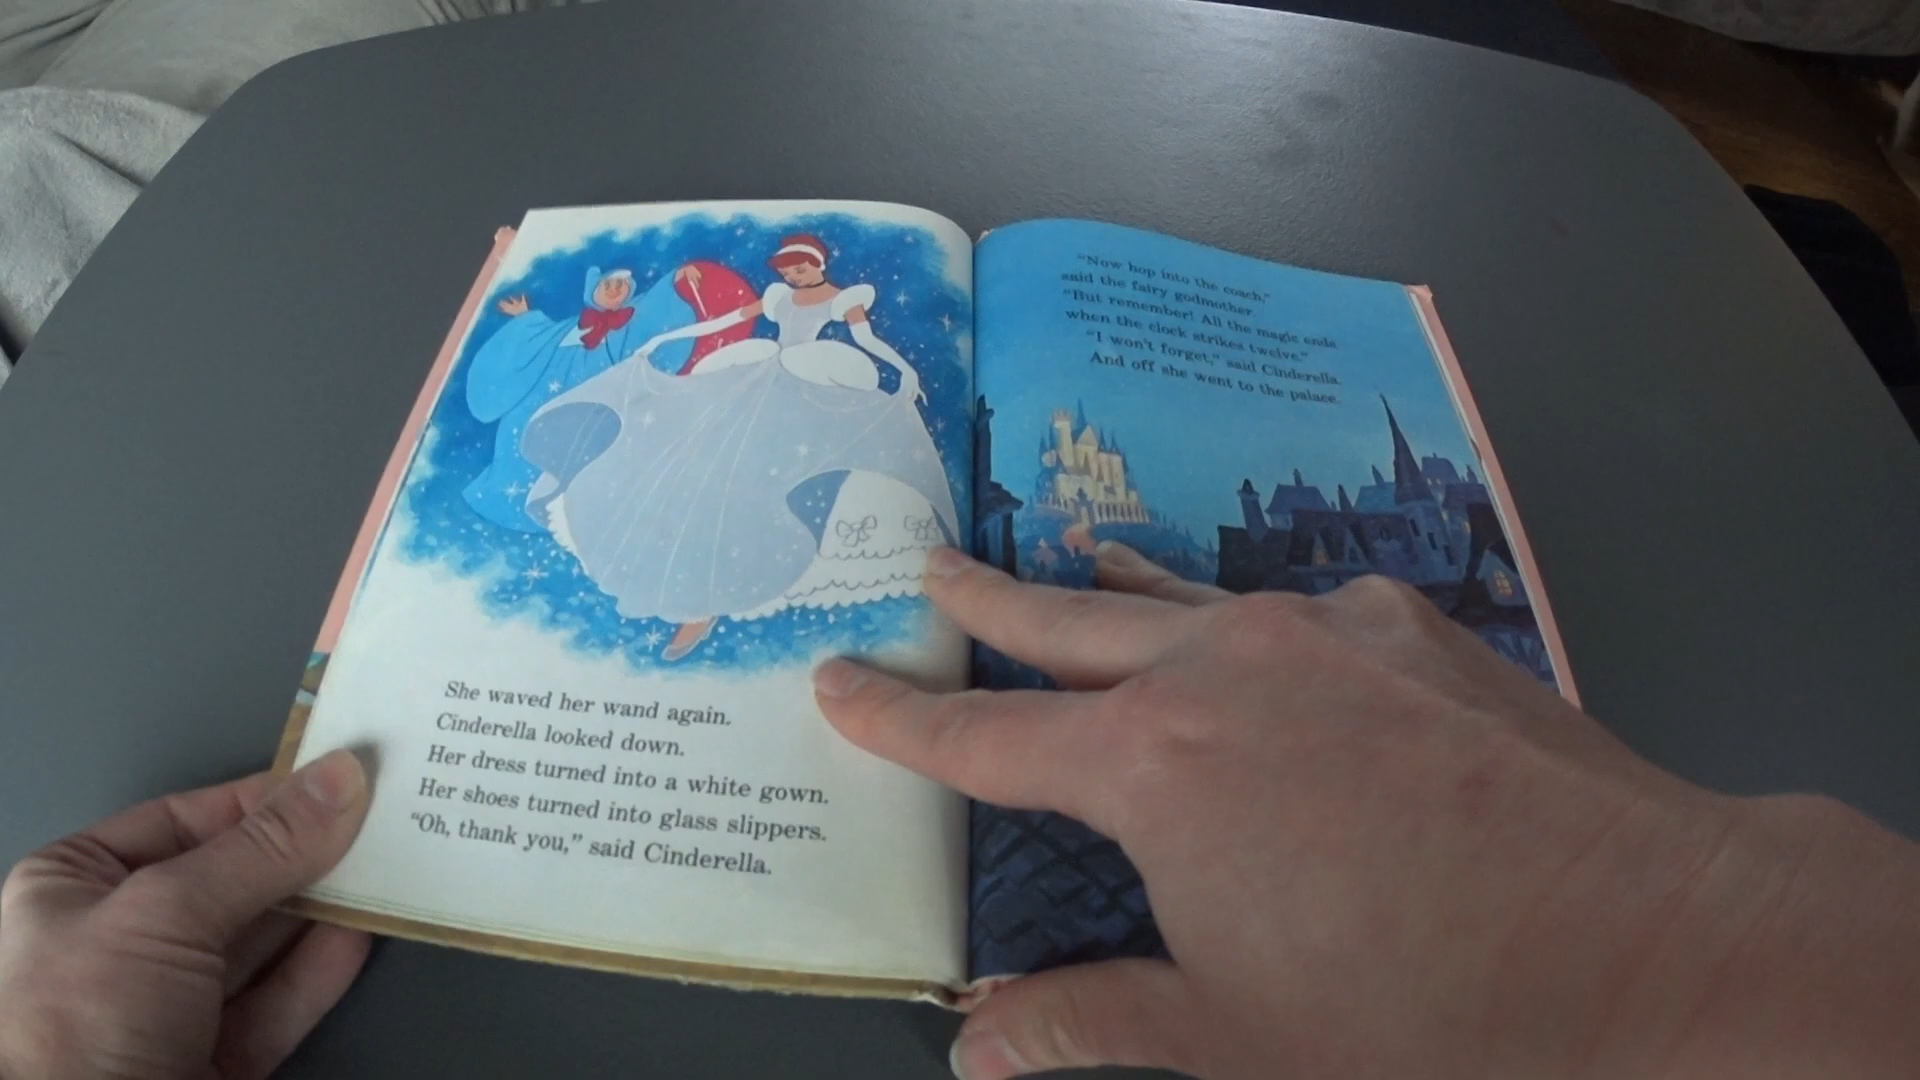 She waved her wand again.
Cinderella looked down.
Her dress turned into a white gown.
Her shoes turned into glass slippers.
“Oh, thank you,” said Cinderella.
“Now hop into the coach,”
said the fairy godmother.
“But remember! All the magic ends
when the clock strikes twelve.”
“I won't forget,” said Cinderella.
And off she went to the palace.